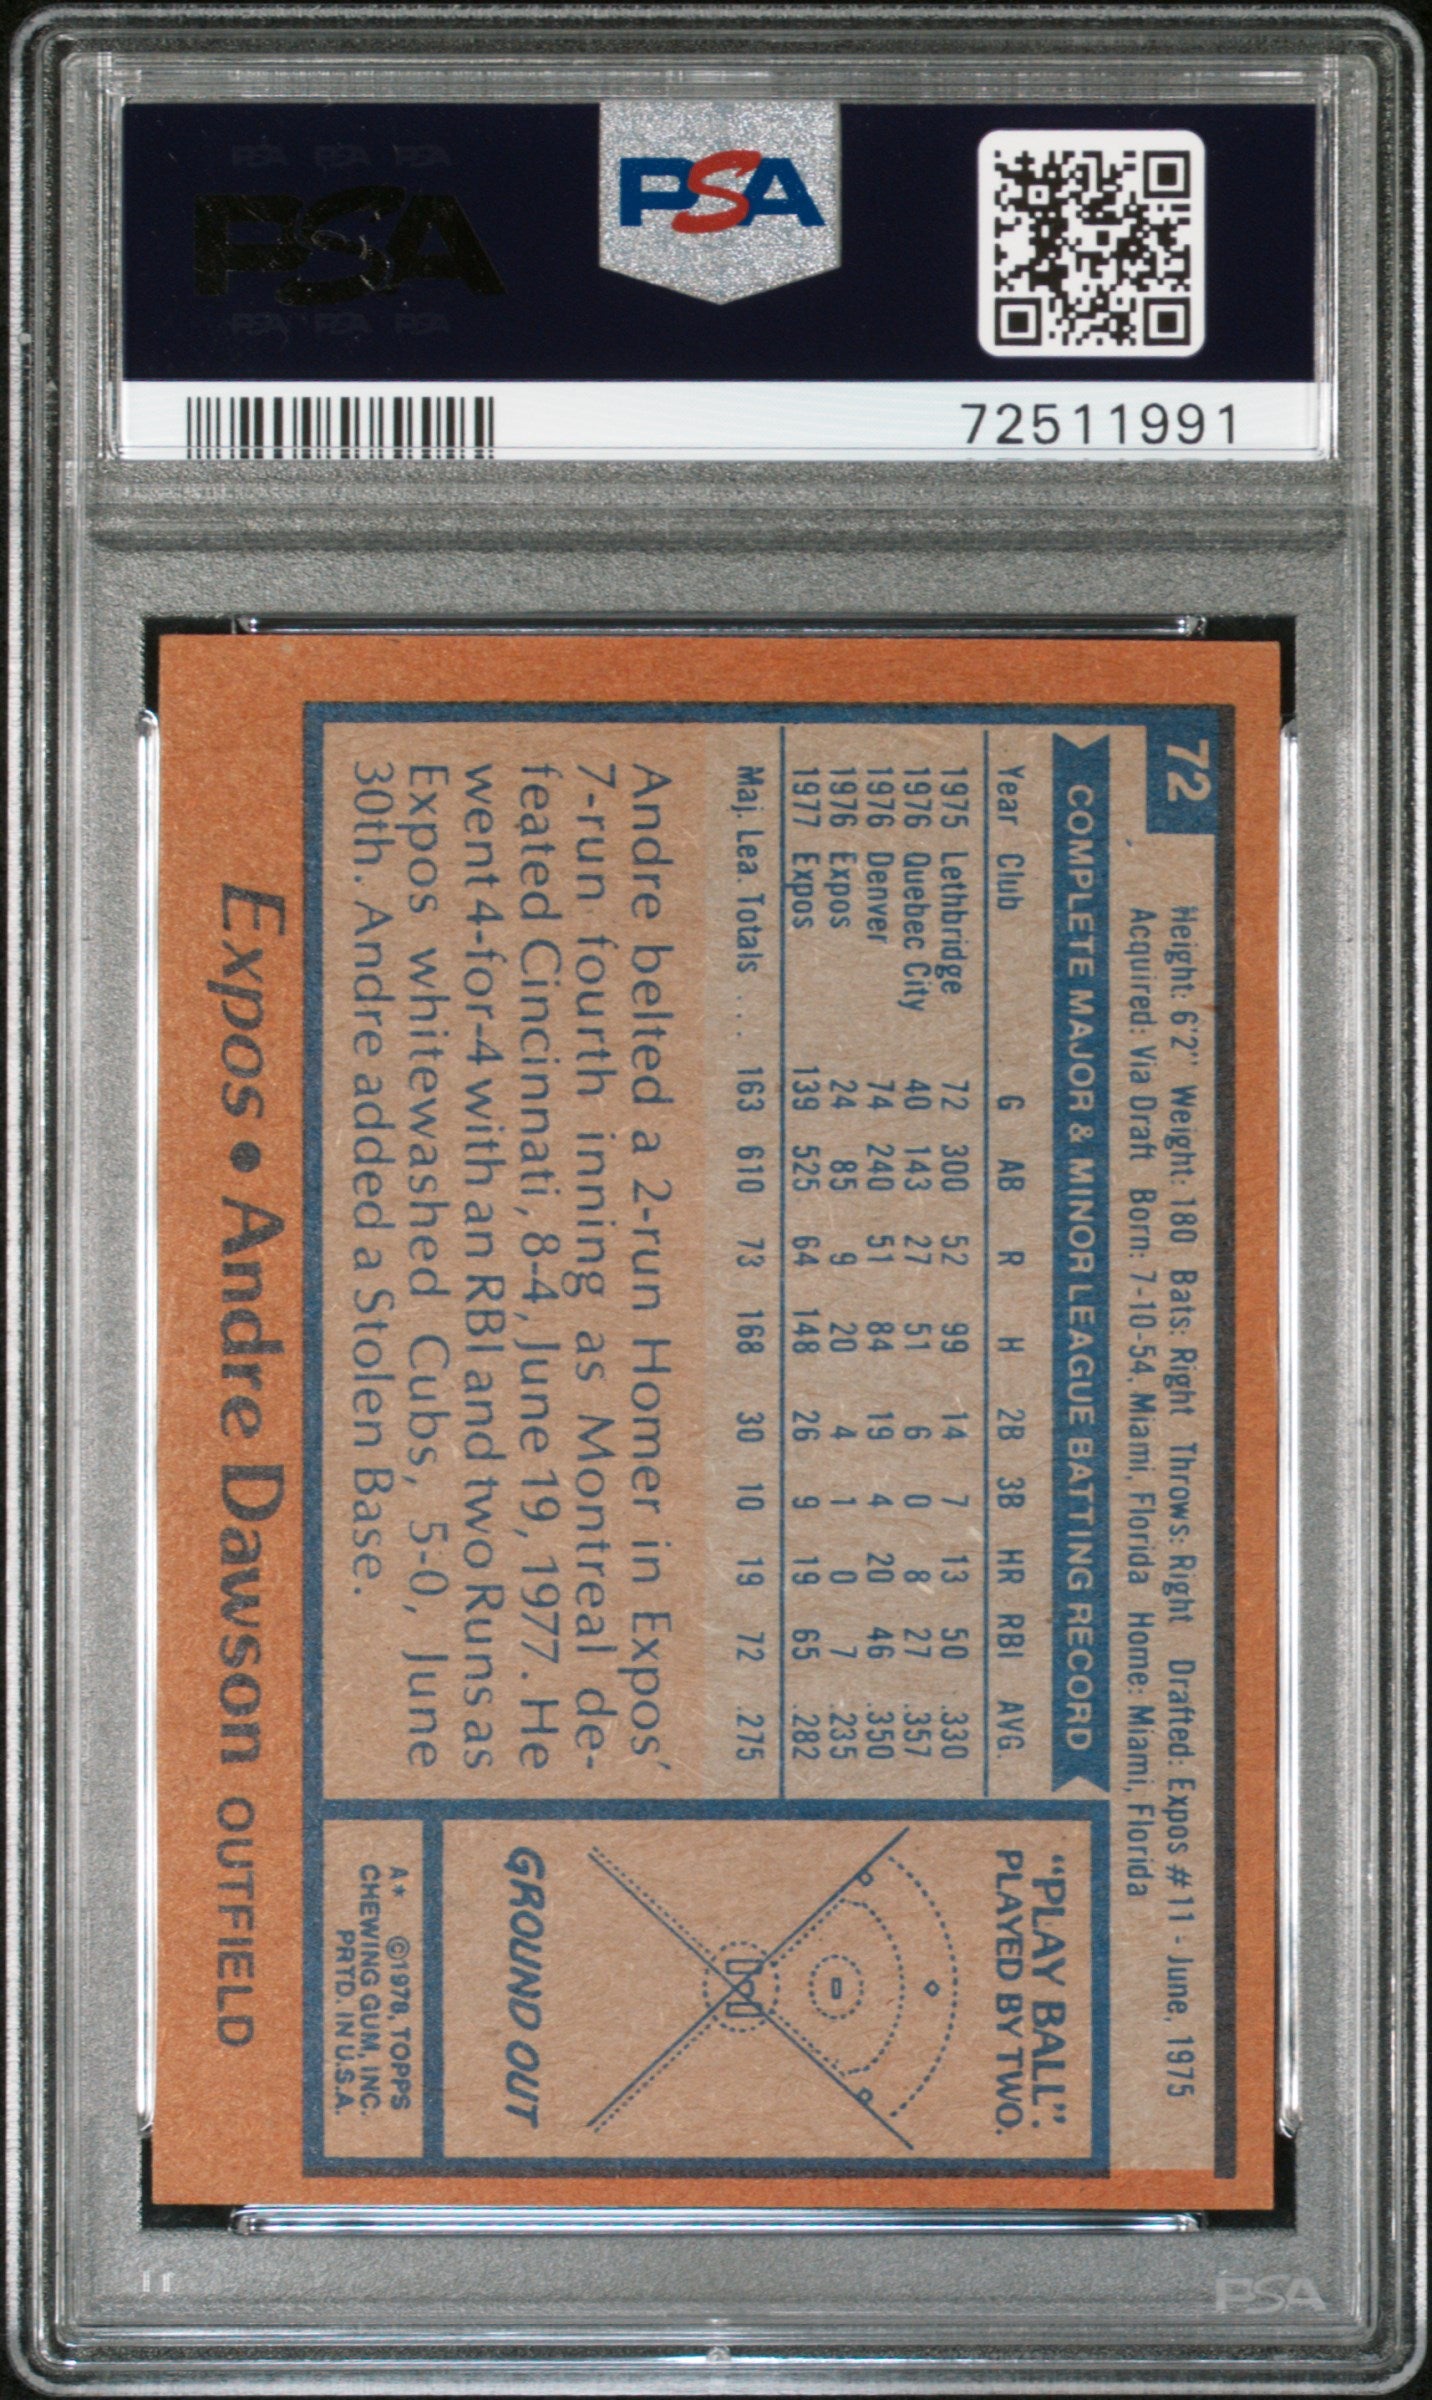 PSA PSA PSA
PSA
PSA PSA PSA
PSA
72511991
72
Height: 6'2" Weight: 180 Bats: Right Throws: Right Drafted: Expos #11 - June, 1975
Acquired: Via Draft Born: 7-10-54, Miami, Florida Home: Miami, Florida
COMPLETE MAJOR & MINOR LEAGUE BATTING RECORD
Year Club G AB R H 2B 3B HR RBI AVG.
1975 Lethbridge 72 300 52 99 14 7 13 50 .330
1976 Quebec City 40 143 27 51 6 0 8 27 .357
1976 Denver 74 240 51 84 19 4 20 46 .350
1976 Expos 24 85 9 20 4 1 0 7 .235
1977 Expos 139 525 64 148 26 9 19 65 .282
Maj. Lea. Totals . . . 163 610 73 168 30 10 19 72 .275
Andre belted a 2-run Homer in Expos'
7-run fourth inning as Montreal de-
feated Cincinnati, 8-4, June 19, 1977. He
went 4-for-4 with an RBI and two Runs as
Expos whitewashed Cubs, 5-0, June
30th. Andre added a Stolen Base.
"PLAY BALL":
PLAYED BY TWO.
GROUND OUT
A* ©1978, TOPPS
CHEWING GUM, INC.
PRTD. IN U.S.A.
Expos • Andre Dawson OUTFIELD
PSA